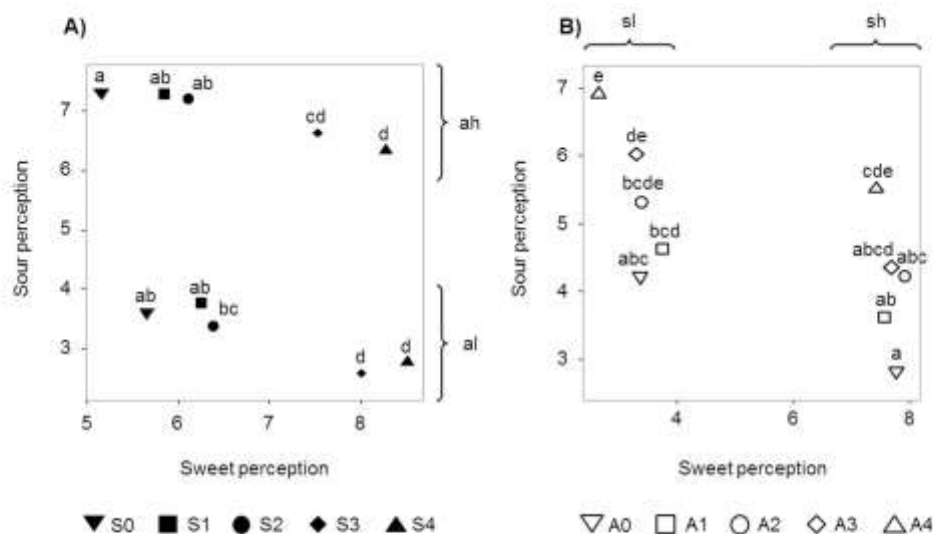 A)
a ab ab
cd d
ah
ab ab bc
d d
al
7
6
5
4
3
5 6 7 8
Sour perception
Sweet perception
S0 S1 S2 S3 S4
B)
sl sh
e
de
bcde
bcd
abc
cde
abcd abc
ab
a
7
6
5
4
3
4 6 8
Sour perception
Sweet perception
A0 A1 A2 A3 A4